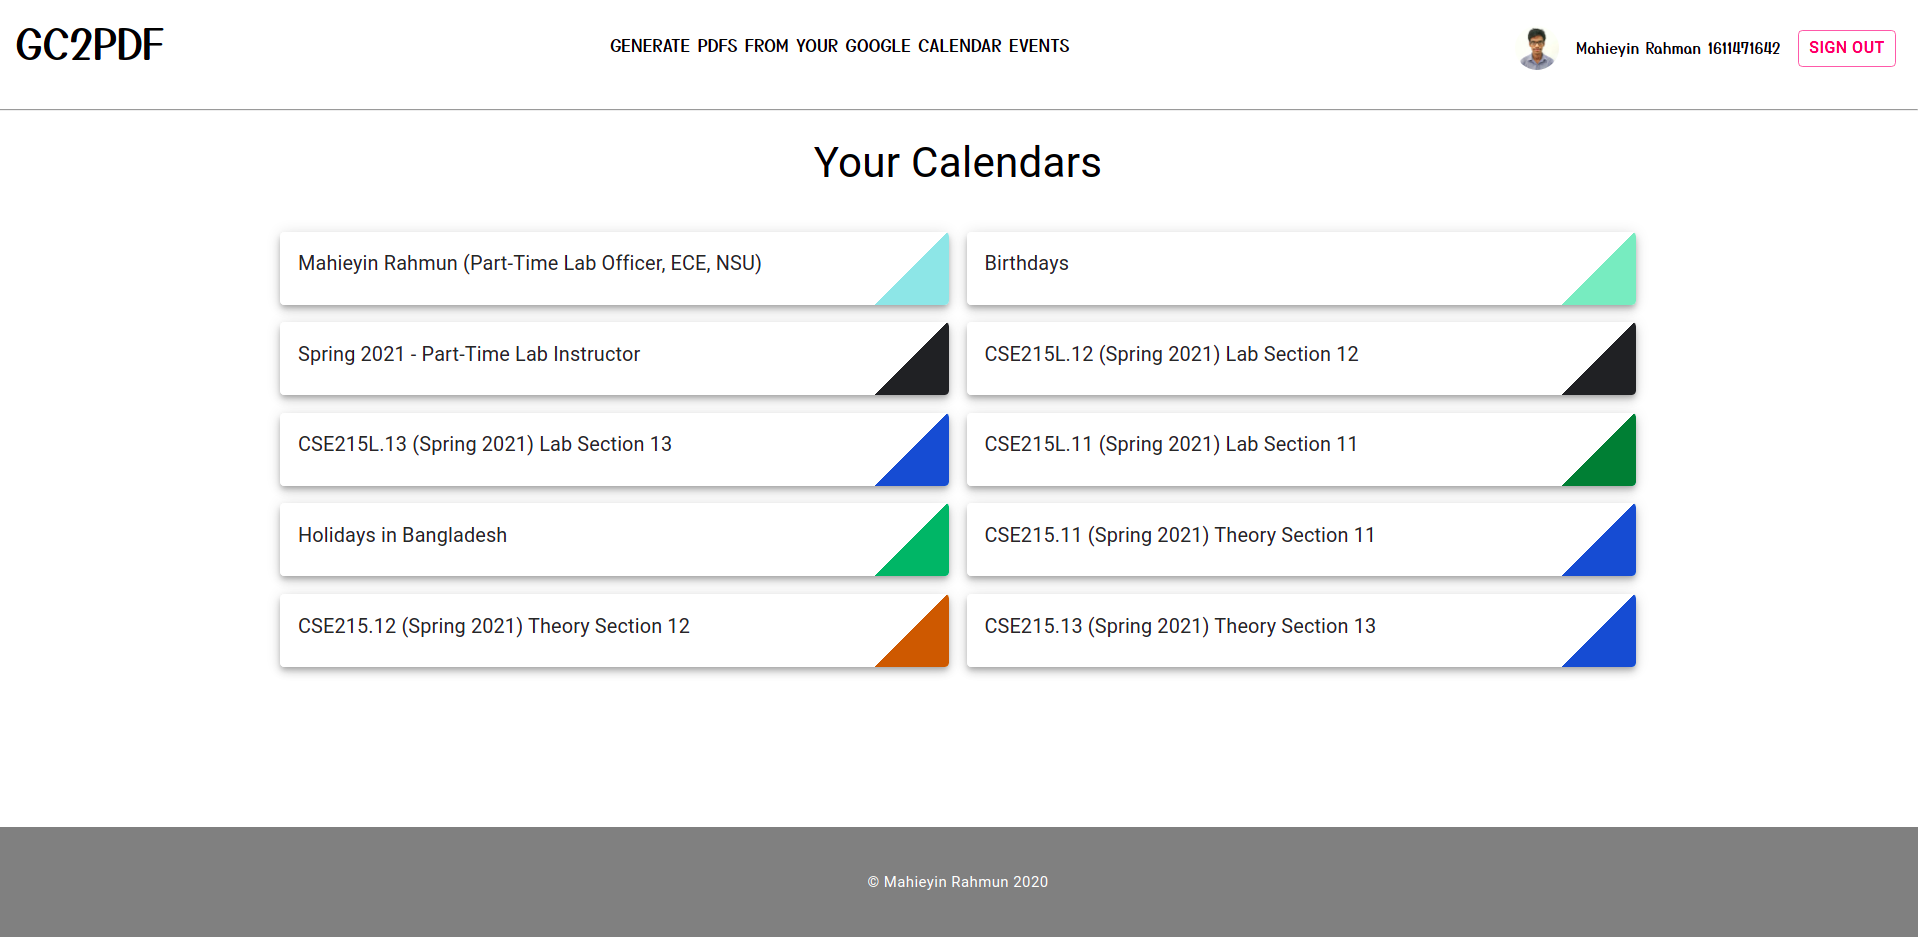 GC2PDF
GENERATE PDFS FROM YOUR GOOGLE CALENDAR EVENTS
Mahieyin Rahman 1611471642
SIGN OUT
Your Calendars
Mahieyin Rahmun (Part-Time Lab Officer, ECE, NSU)
Birthdays
Spring 2021 - Part-Time Lab Instructor
CSE215L.12 (Spring 2021) Lab Section 12
CSE215L.13 (Spring 2021) Lab Section 13
CSE215L.11 (Spring 2021) Lab Section 11
Holidays in Bangladesh
CSE215.11 (Spring 2021) Theory Section 11
CSE215.12 (Spring 2021) Theory Section 12
CSE215.13 (Spring 2021) Theory Section 13
© Mahieyin Rahmun 2020